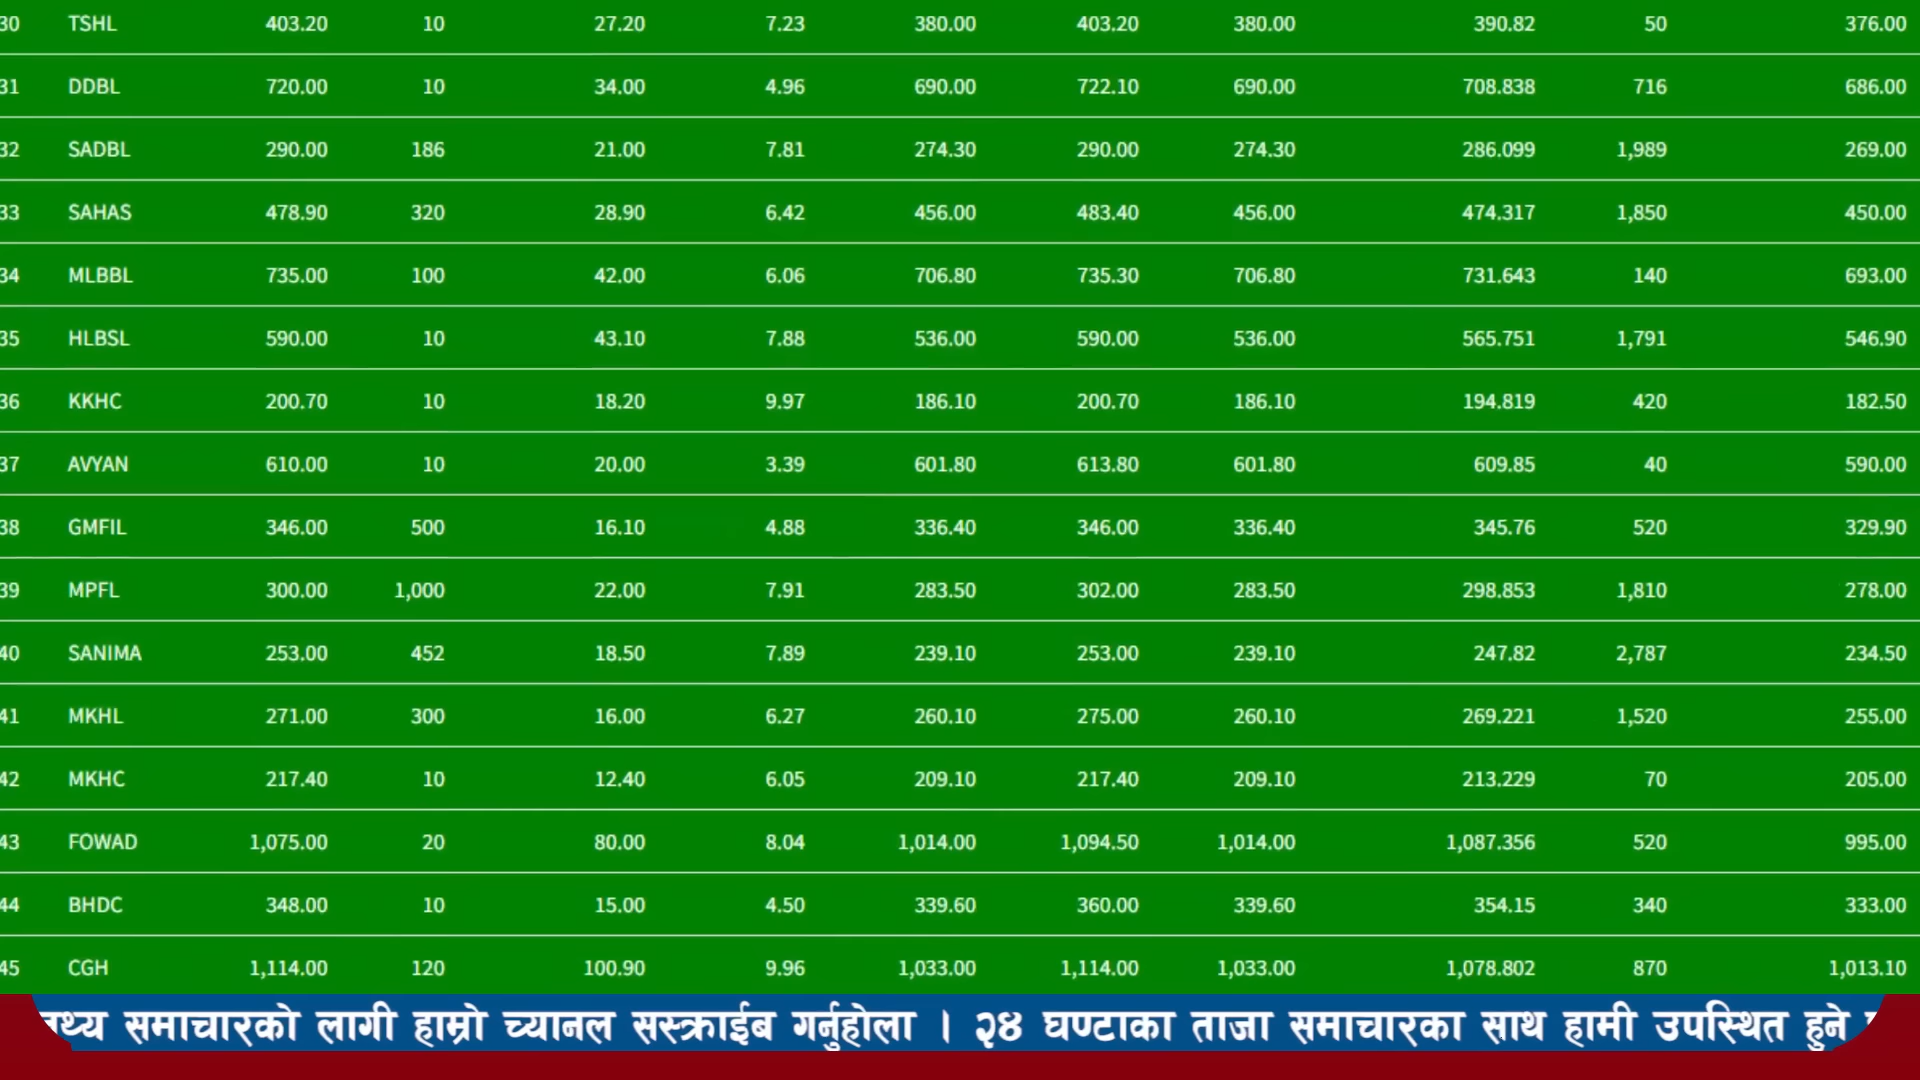 30 TSHL 403.20 10 27.20 7.23 380.00 403.20 380.00 390.82 50 376.00
31 DDBL 720.00 10 34.00 4.96 690.00 722.10 690.00 708.838 716 686.00
32 SADBL 290.00 186 21.00 7.81 274.30 290.00 274.30 286.099 1,989 269.00
33 SAHAS 478.90 320 28.90 6.42 456.00 483.40 456.00 474.317 1,850 450.00
34 MLBBL 735.00 100 42.00 6.06 706.80 735.30 706.80 731.643 140 693.00
35 HLBSL 590.00 10 43.10 7.88 536.00 590.00 536.00 565.751 1,791 546.90
36 KKHC 200.70 10 18.20 9.97 186.10 200.70 186.10 194.819 420 182.50
37 AVYAN 610.00 10 20.00 3.39 601.80 613.80 601.80 609.85 40 590.00
38 GMFIL 346.00 500 16.10 4.88 336.40 346.00 336.40 345.76 520 329.90
39 MPFL 300.00 1,000 22.00 7.91 283.50 302.00 283.50 298.853 1,810 278.00
40 SANIMA 253.00 452 18.50 7.89 239.10 253.00 239.10 247.82 2,787 234.50
41 MKHL 271.00 300 16.00 6.27 260.10 275.00 260.10 269.221 1,520 255.00
42 MKHC 217.40 10 12.40 6.05 209.10 217.40 209.10 213.229 70 205.00
43 FOWAD 1,075.00 20 80.00 8.04 1,014.00 1,094.50 1,014.00 1,087.356 520 995.00
44 BHDC 348.00 10 15.00 4.50 339.60 360.00 339.60 354.15 340 333.00
45 CGH 1,114.00 120 100.90 9.96 1,033.00 1,114.00 1,033.00 1,078.802 870 1,013.10
समाचारको लागी हाम्रो च्यानल सस्क्राईब गर्नुहोला । २४ घण्टाका ताजा समाचारका साथ हामी उपस्थित हुने